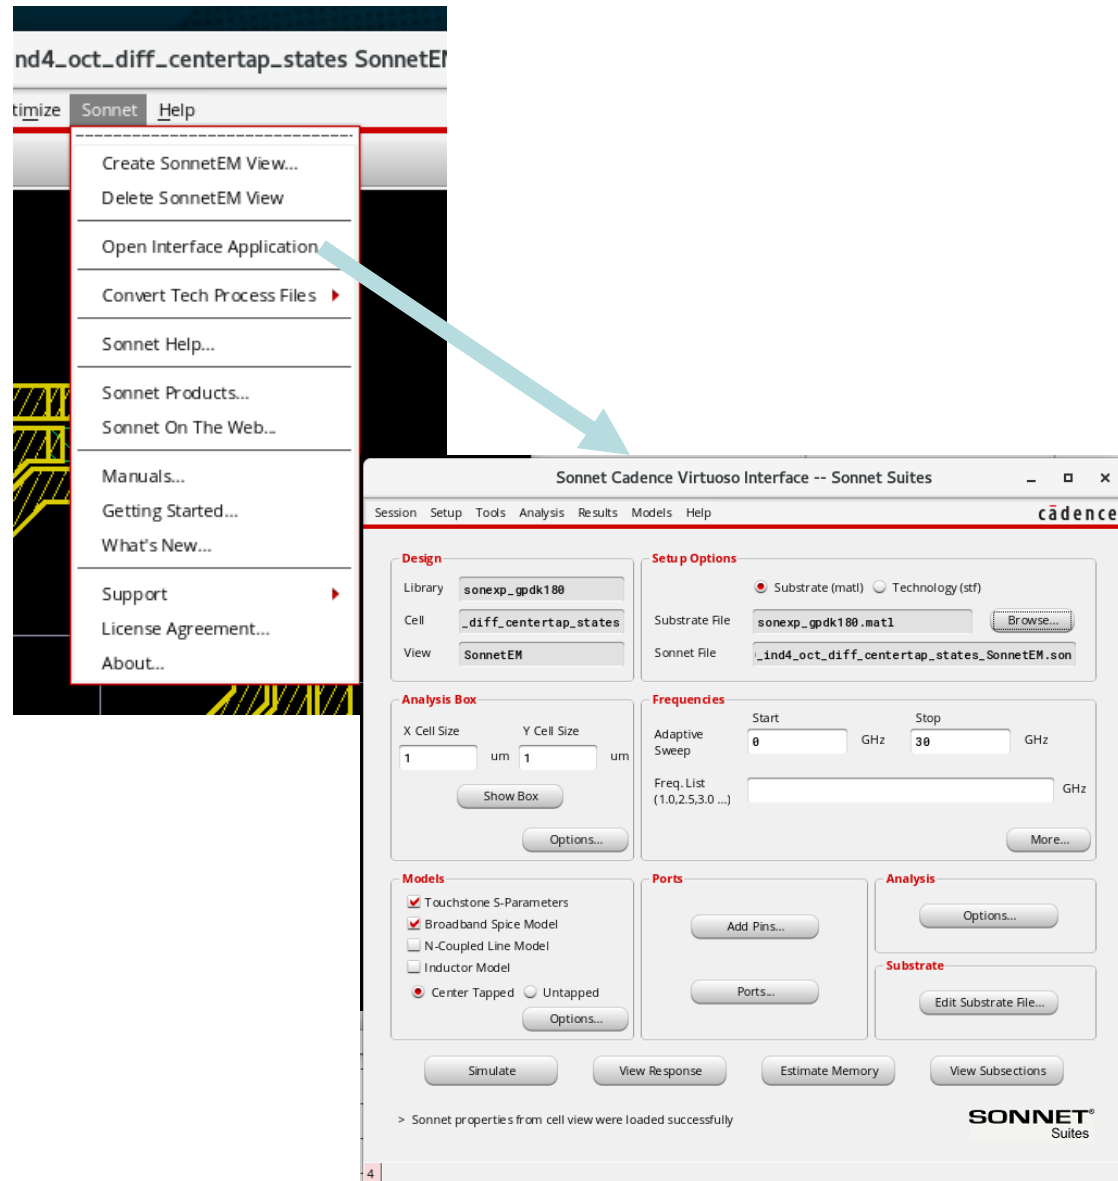 nd4_oct_diff_centertap_states SonnetEM
timize Sonnet Help
Create SonnetEM View...
Delete SonnetEM View
Open Interface Application
Convert Tech Process Files
Sonnet Help...
Sonnet Products...
Sonnet On The Web...
Manuals...
Getting Started...
What's New...
Support
License Agreement...
About...
Sonnet Cadence Virtuoso Interface -- Sonnet Suites
Session Setup Tools Analysis Results Models Help
cādence
Design
Library sonexp_gpdk180
Cell _diff_centertap_states
View SonnetEM
Setup Options
Substrate (matl) Technology (stf)
Substrate File sonexp_gpdk180.matl Browse...
Sonnet File _ind4_oct_diff_centertap_states_SonnetEM.son
Analysis Box
X Cell Size Y Cell Size
1 um 1 um
Show Box
Options...
Frequencies
Start Stop
Adaptive Sweep 0 GHz 30 GHz
Freq. List
(1.0,2.5,3.0 ...) GHz
More...
Models
Touchstone S-Parameters
Broadband Spice Model
N-Coupled Line Model
Inductor Model
Center Tapped Untapped
Options...
Ports
Add Pins...
Ports...
Analysis
Options...
Substrate
Edit Substrate File...
Simulate View Response Estimate Memory View Subsections
> Sonnet properties from cell view were loaded successfully
SONNET®
Suites
4